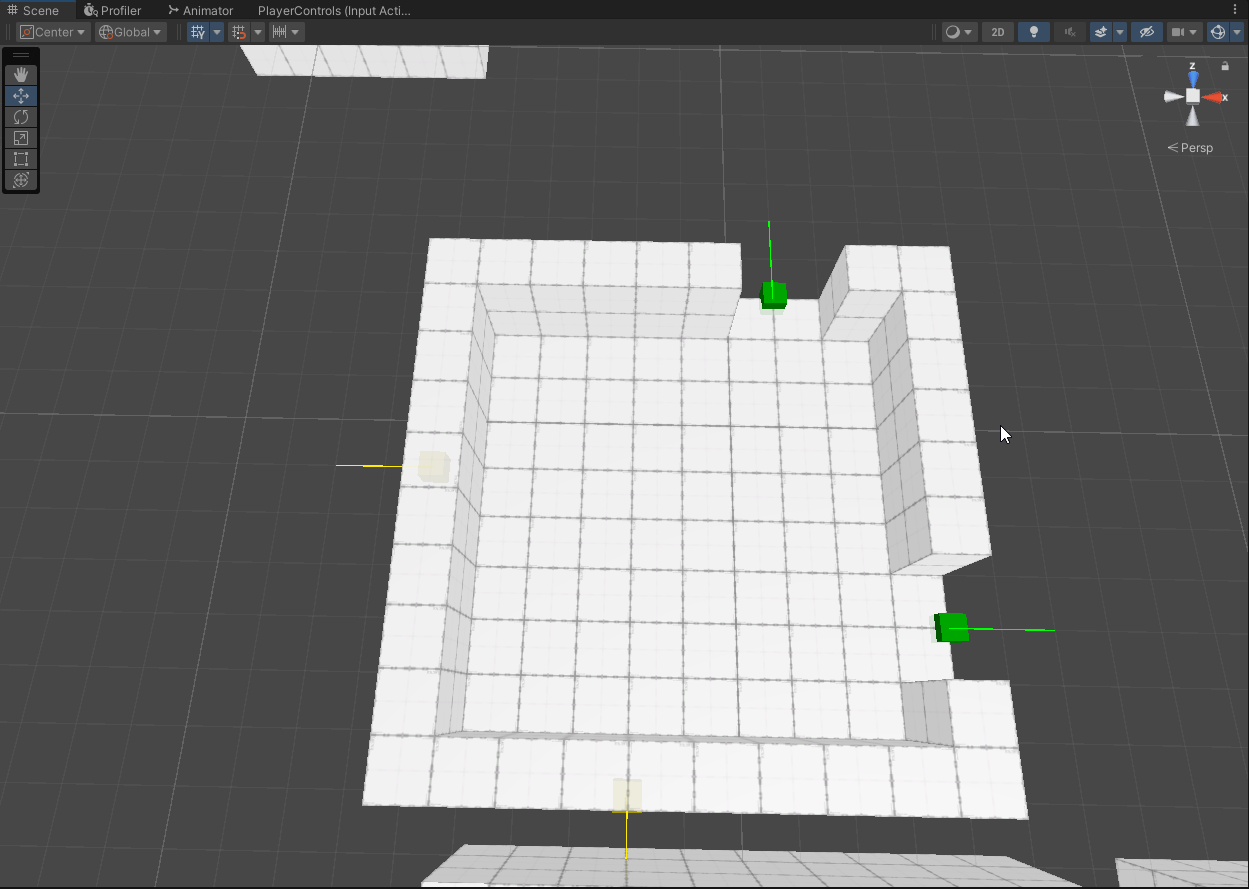 Scene Profiler Animator PlayerControls (Input Acti...
Center Global 2D
z
x
Persp